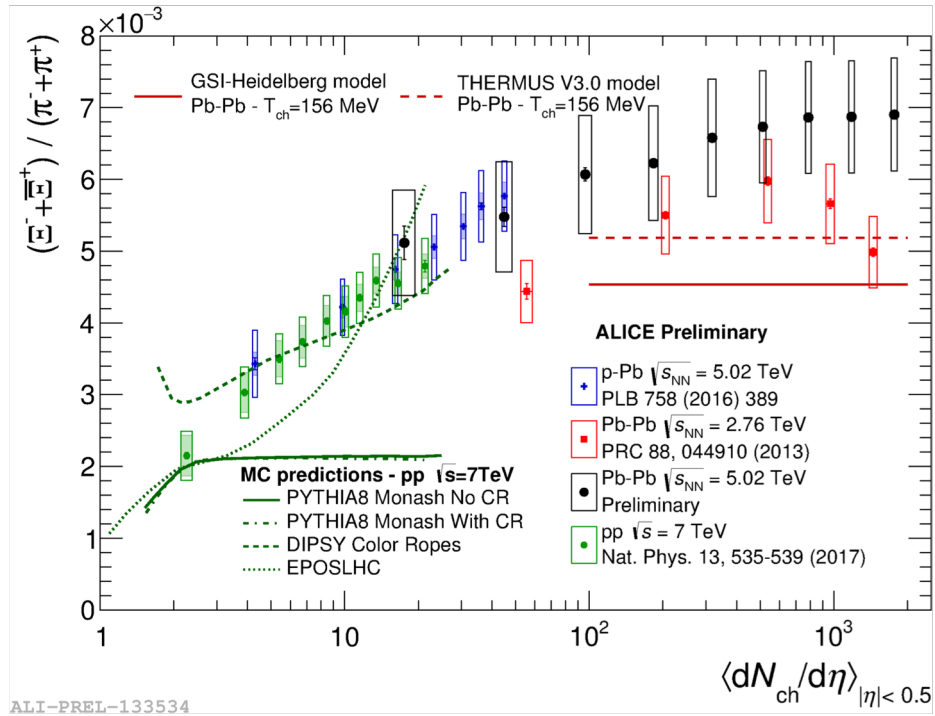 8 ×10⁻³
7
6
5
4
3
2
1
0
(Ξ⁻+Ξ̅⁺) / (π⁻+π⁺)
GSI-Heidelberg model
Pb-Pb - T_ch=156 MeV
THERMUS V3.0 model
Pb-Pb - T_ch=156 MeV
ALICE Preliminary
p-Pb √s_NN = 5.02 TeV
PLB 758 (2016) 389
Pb-Pb √s_NN = 2.76 TeV
PRC 88, 044910 (2013)
Pb-Pb √s_NN = 5.02 TeV
Preliminary
pp √s = 7 TeV
Nat. Phys. 13, 535-539 (2017)
MC predictions - pp √s=7TeV
PYTHIA8 Monash No CR
PYTHIA8 Monash With CR
DIPSY Color Ropes
EPOSLHC
1 10 10² 10³
⟨dN_ch/dη⟩_|η|< 0.5
ALI-PREL-133534